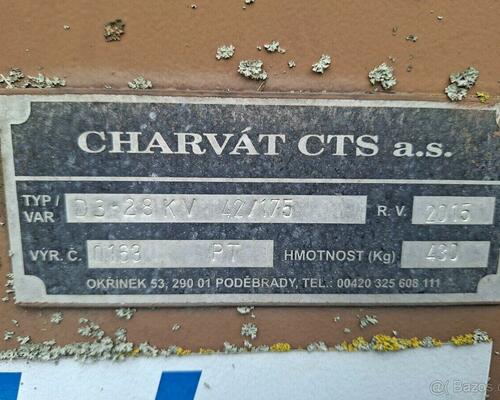 CHARVÁT CTS a.s.
TYP/ VAR D3-28KV 42/175 R. V. 2015
VÝR. Č. 0163 PT HMOTNOST (Kg) 430
OKŘÍNEK 53, 290 01 PODĚBRADY, TEL.: 00420 325 608 111